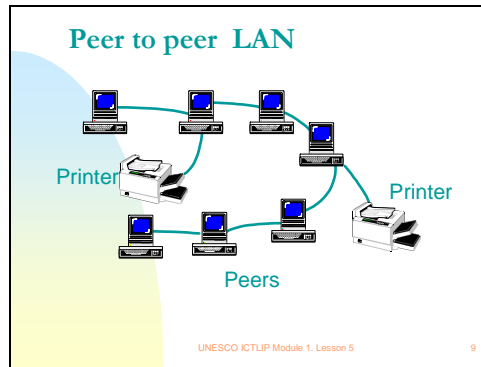 Peer to peer LAN
Printer
Printer
Peers
UNESCO ICTLIP Module 1. Lesson 5
9